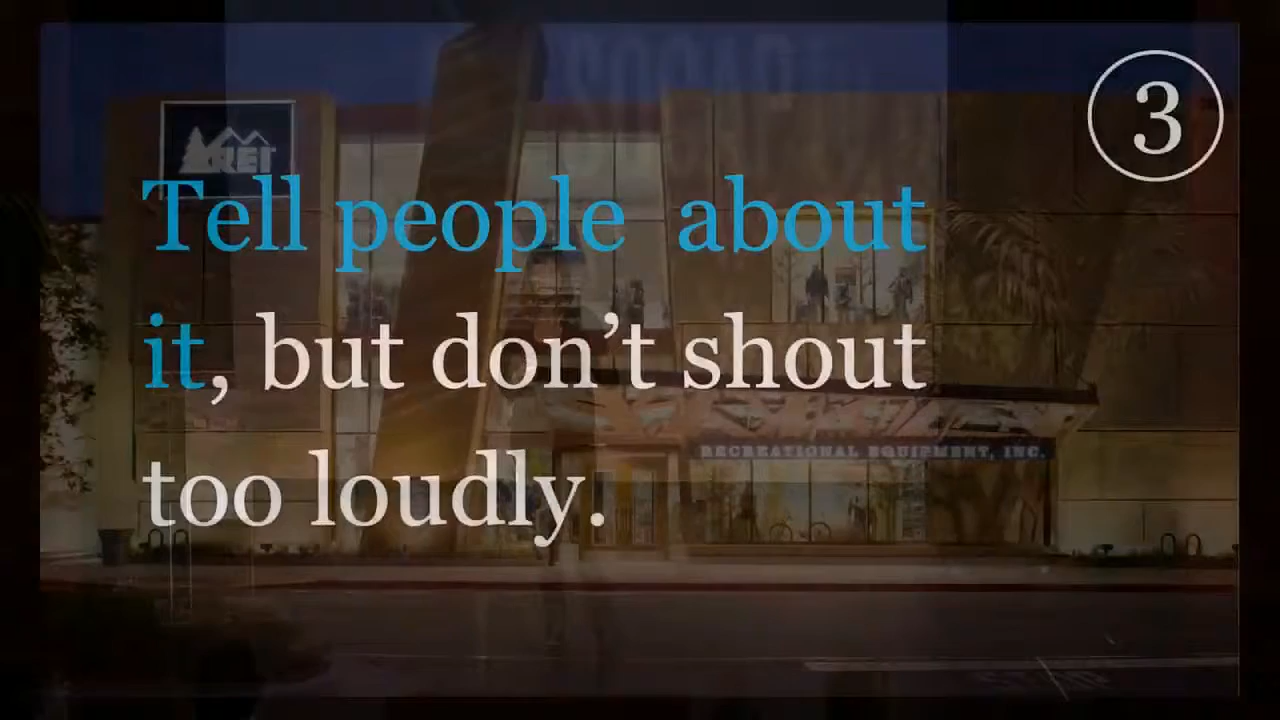 3
REI
Tell people about
it, but don’t shout
too loudly.
RECREATIONAL EQUIPMENT, INC.